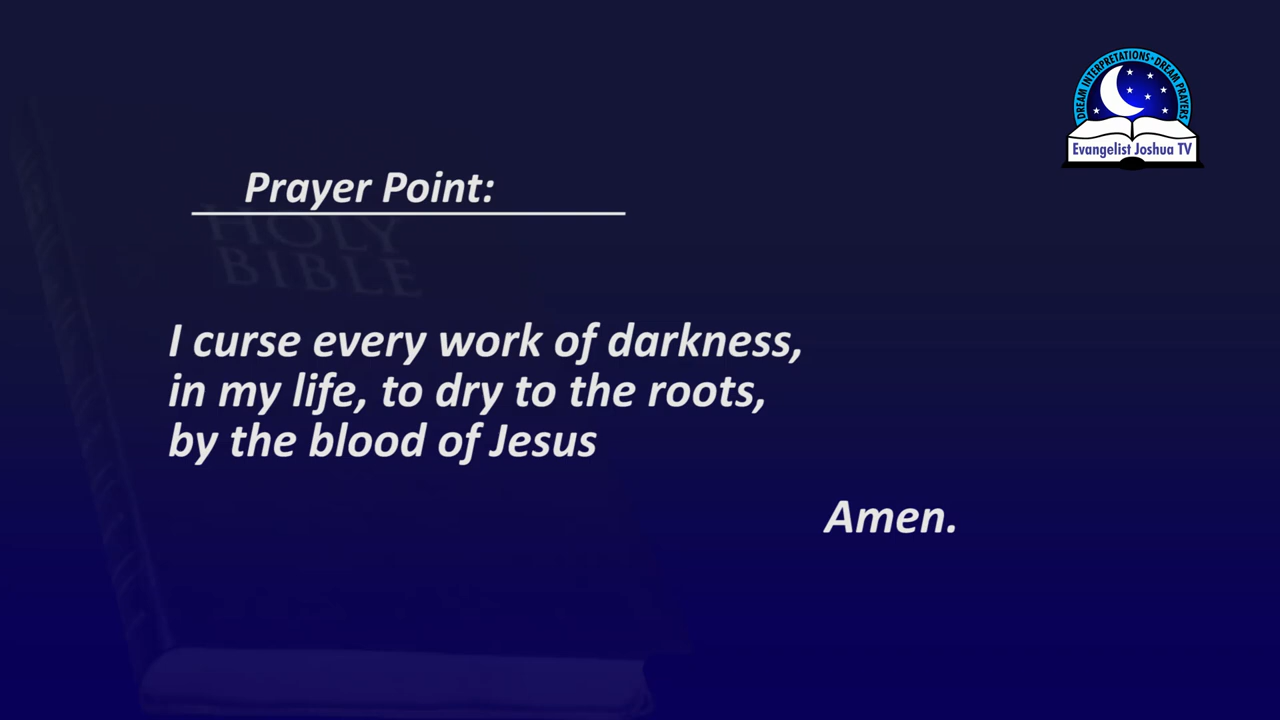 DREAM INTERPRETATIONS · DREAM PRAYERS
Evangelist Joshua TV
Prayer Point:
HOLY
BIBLE
I curse every work of darkness,
in my life, to dry to the roots,
by the blood of Jesus
Amen.